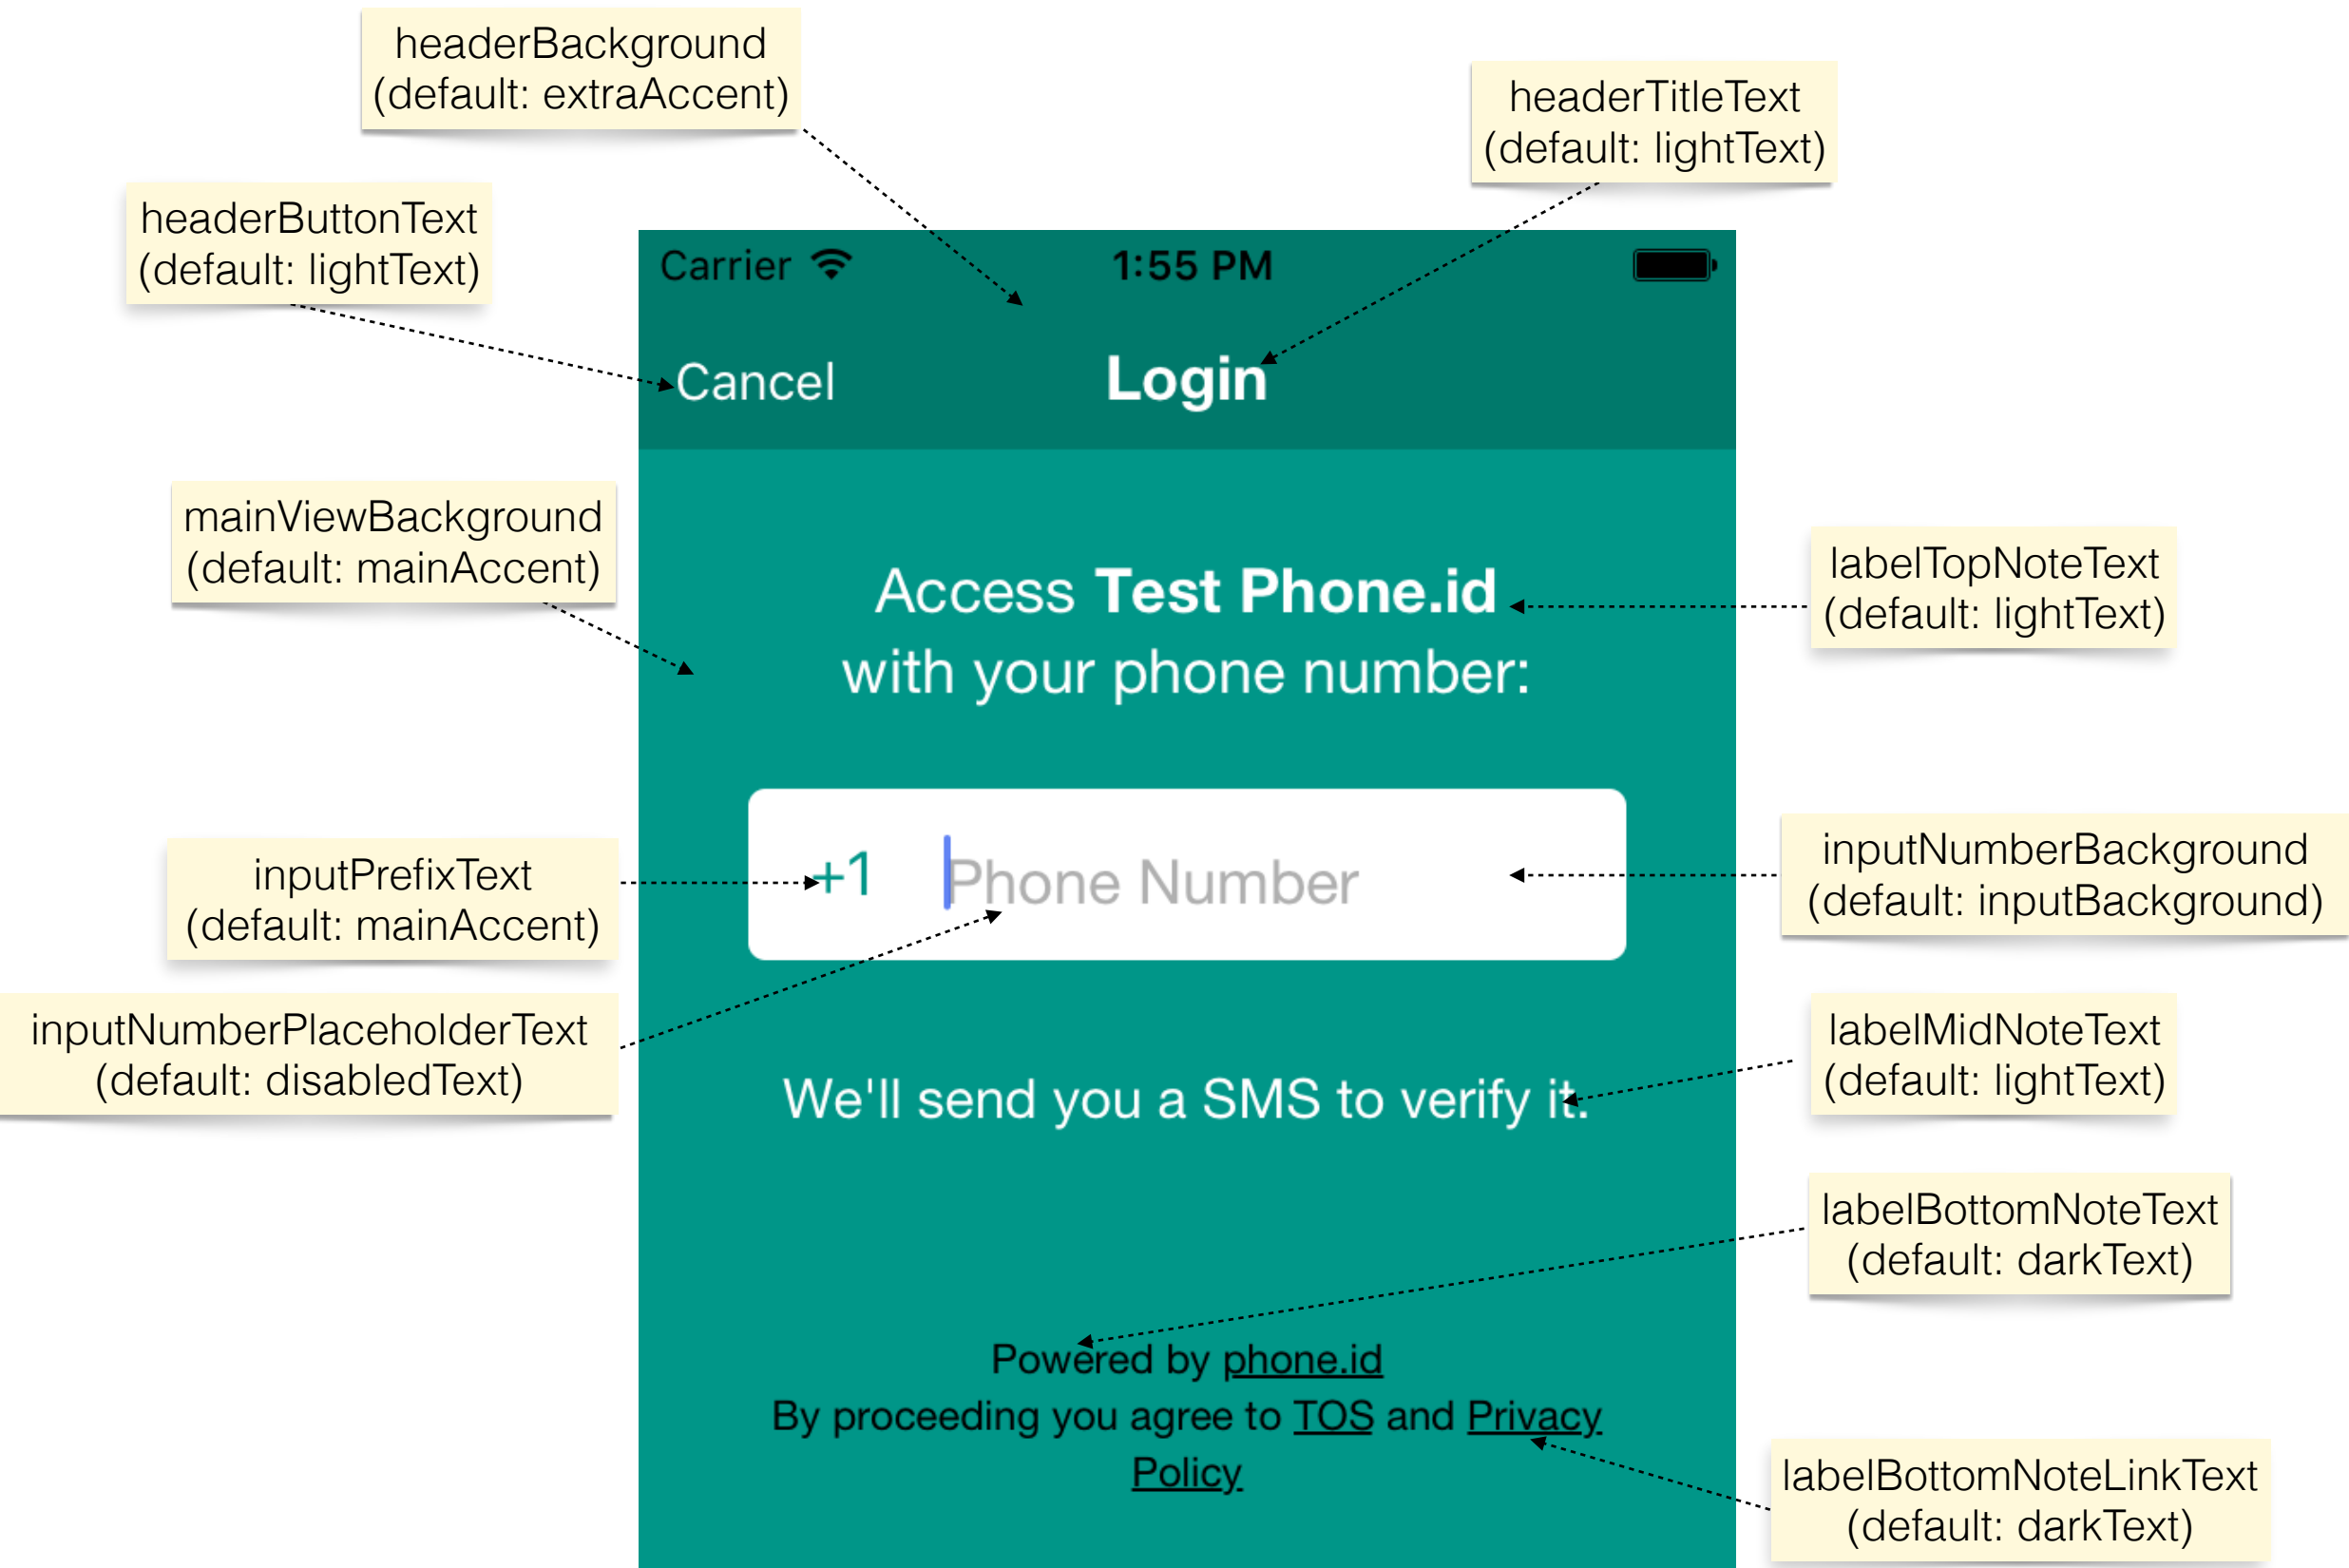 headerBackground
(default: extraAccent)
headerTitleText
(default: lightText)
headerButtonText
(default: lightText)
Carrier 1:55 PM
Cancel Login
mainViewBackground
(default: mainAccent)
labelTopNoteText
(default: lightText)
Access Test Phone.id
with your phone number:
inputPrefixText
(default: mainAccent)
+1 Phone Number
inputNumberBackground
(default: inputBackground)
inputNumberPlaceholderText
(default: disabledText)
labelMidNoteText
(default: lightText)
We'll send you a SMS to verify it.
labelBottomNoteText
(default: darkText)
Powered by phone.id
By proceeding you agree to TOS and Privacy
Policy
labelBottomNoteLinkText
(default: darkText)